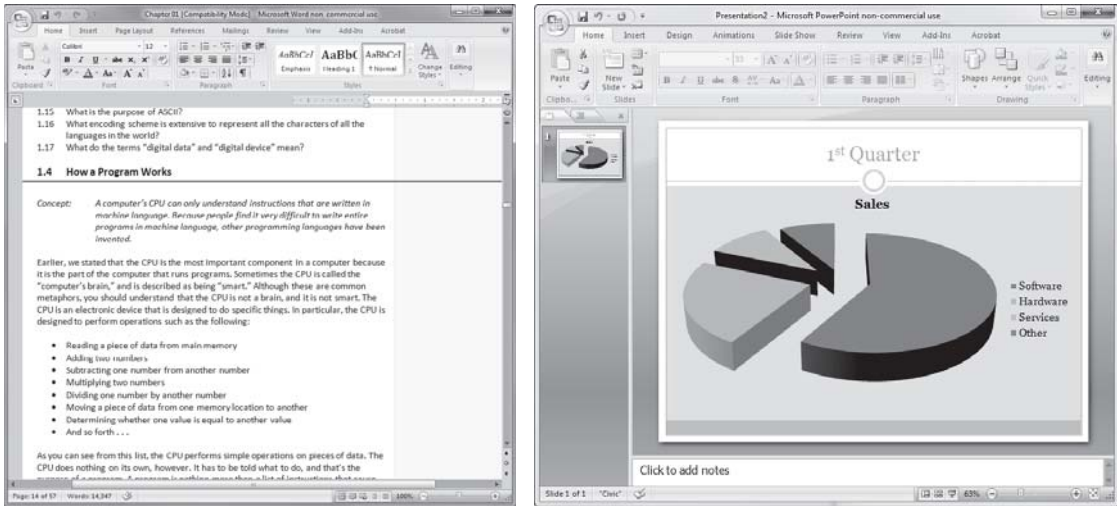 Chapter 01 [Compatibility Mode] - Microsoft Word non-commercial use
Home Insert Page Layout References Mailings Review View Add-Ins Acrobat
Calibri 12
Paste
AaBbCcI AaBbC AaBbCcI
Emphasis Heading 1 ¶ Normal
Change Styles
Editing
Clipboard Font Paragraph Styles
1.15 What is the purpose of ASCII?
1.16 What encoding scheme is extensive to represent all the characters of all the
languages in the world?
1.17 What do the terms "digital data" and "digital device" mean?
1.4 How a Program Works
Concept: A computer's CPU can only understand instructions that are written in
machine language. Because people find it very difficult to write entire
programs in machine language, other programming languages have been
invented.
Earlier, we stated that the CPU is the most important component in a computer because
it is the part of the computer that runs programs. Sometimes the CPU is called the
"computer's brain," and is described as being "smart." Although these are common
metaphors, you should understand that the CPU is not a brain, and it is not smart. The
CPU is an electronic device that is designed to do specific things. In particular, the CPU is
designed to perform operations such as the following:
• Reading a piece of data from main memory
• Adding two numbers
• Subtracting one number from another number
• Multiplying two numbers
• Dividing one number by another number
• Moving a piece of data from one memory location to another
• Determining whether one value is equal to another value
• And so forth . . .
As you can see from this list, the CPU performs simple operations on pieces of data. The
CPU does nothing on its own, however. It has to be told what to do, and that's the
Page: 14 of 57 Words: 14,347 100%
Presentation2 - Microsoft PowerPoint non-commercial use
Home Insert Design Animations Slide Show Review View Add-Ins Acrobat
Paste
New Slide
Shapes Arrange Quick Styles
Editing
Clipbo... Slides Font Paragraph Drawing
1
1st Quarter
Sales
Software
Hardware
Services
Other
Click to add notes
Slide 1 of 1 "Civic" 63%